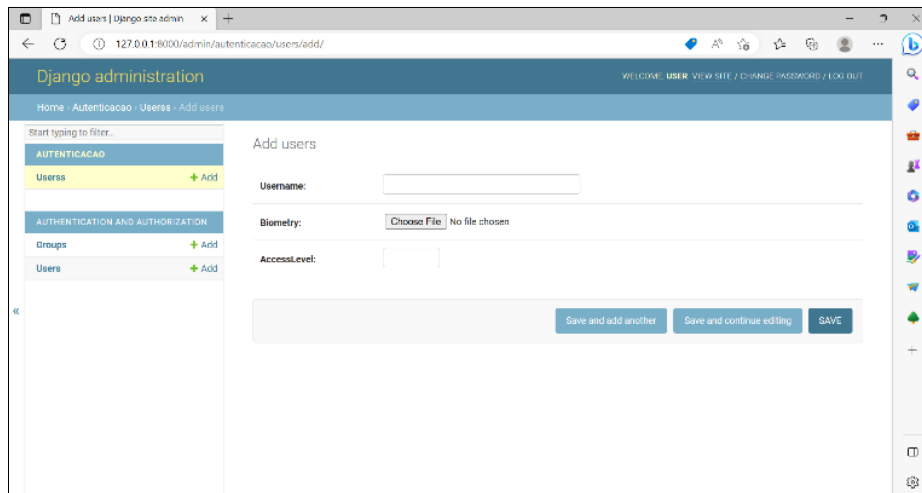 Add users | Django site admin
127.0.0.1:8000/admin/autenticacao/users/add/
Django administration
WELCOME, USER. VIEW SITE / CHANGE PASSWORD / LOG OUT
Home › Autenticacao › Userss › Add users
Start typing to filter...
AUTENTICACAO
Userss + Add
AUTHENTICATION AND AUTHORIZATION
Groups + Add
Users + Add
«
Add users
Username:
Biometry: Choose File No file chosen
AccessLevel:
Save and add another Save and continue editing SAVE